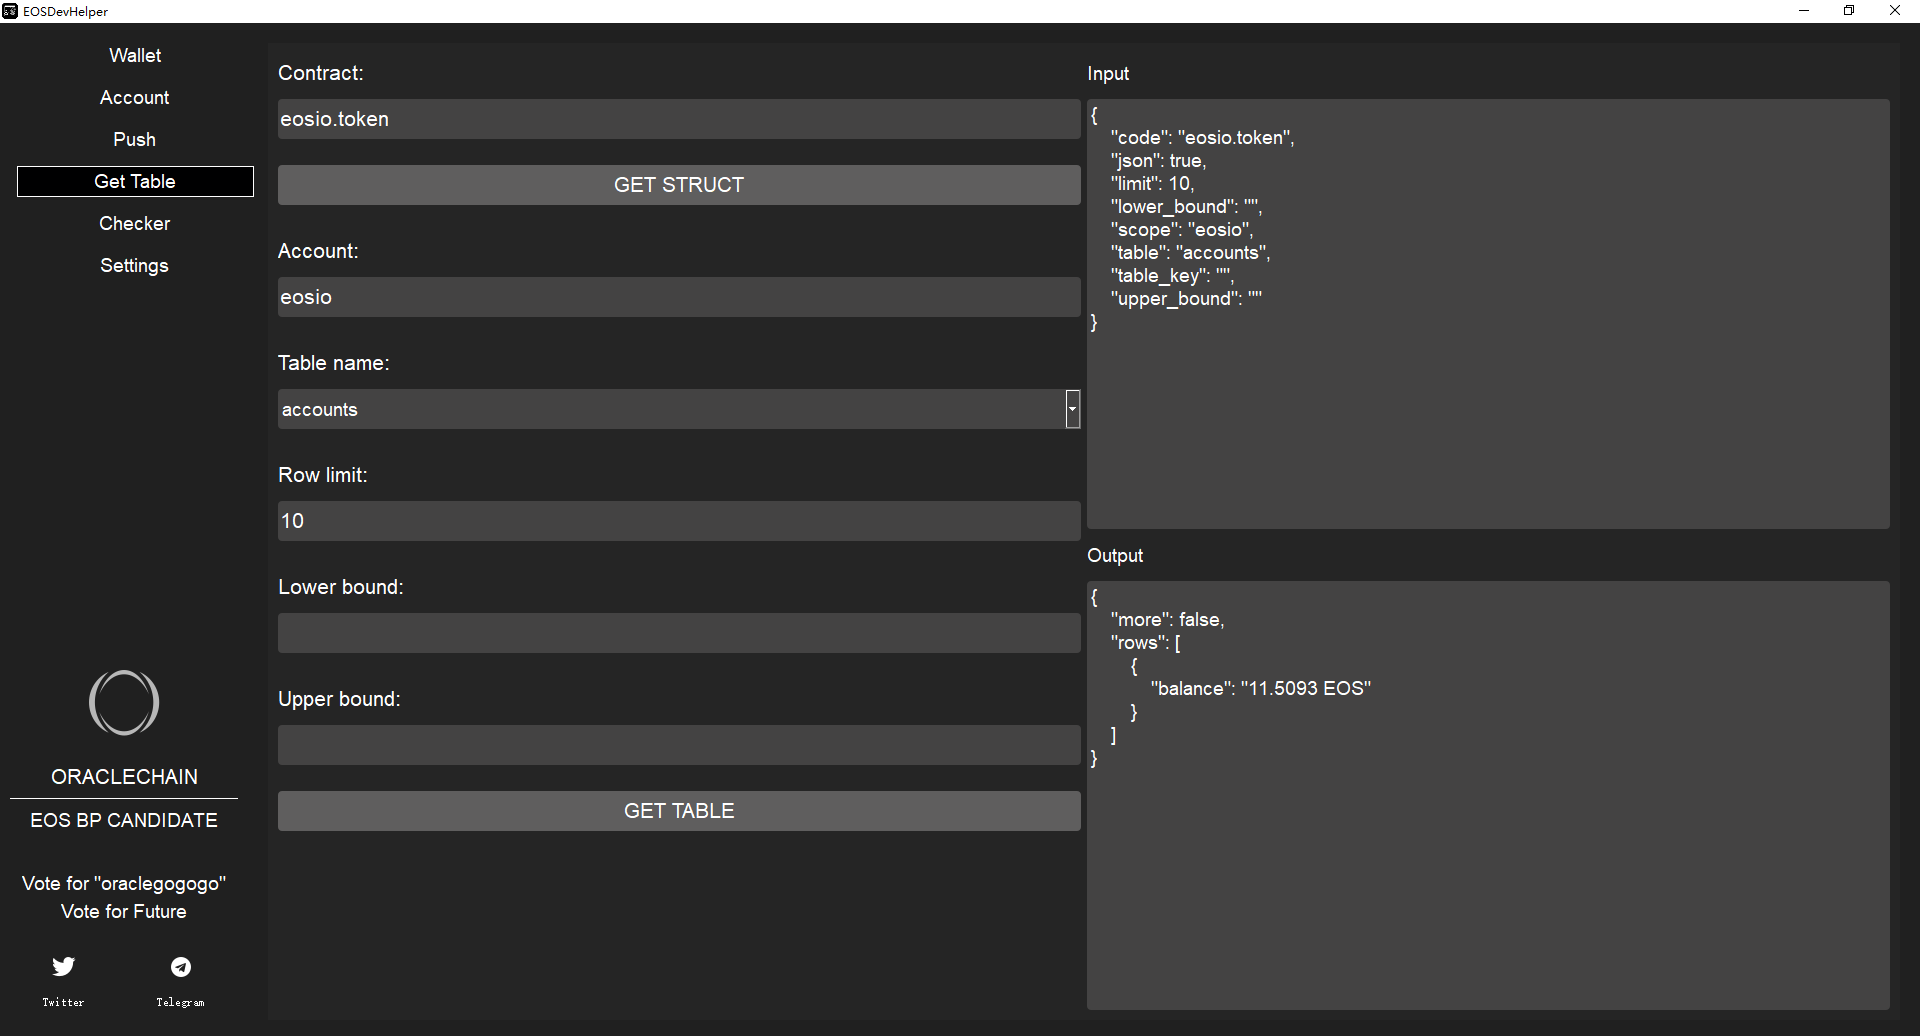 EOSDevHelper
Wallet
Account
Push
Get Table
Checker
Settings
ORACLECHAIN
EOS BP CANDIDATE
Vote for "oraclegogogo"
Vote for Future
Twitter
Telegram
Contract:
eosio.token
GET STRUCT
Account:
eosio
Table name:
accounts
Row limit:
10
Lower bound:
Upper bound:
GET TABLE
Input
{
"code": "eosio.token",
"json": true,
"limit": 10,
"lower_bound": "",
"scope": "eosio",
"table": "accounts",
"table_key": "",
"upper_bound": ""
}
Output
{
"more": false,
"rows": [
{
"balance": "11.5093 EOS"
}
]
}